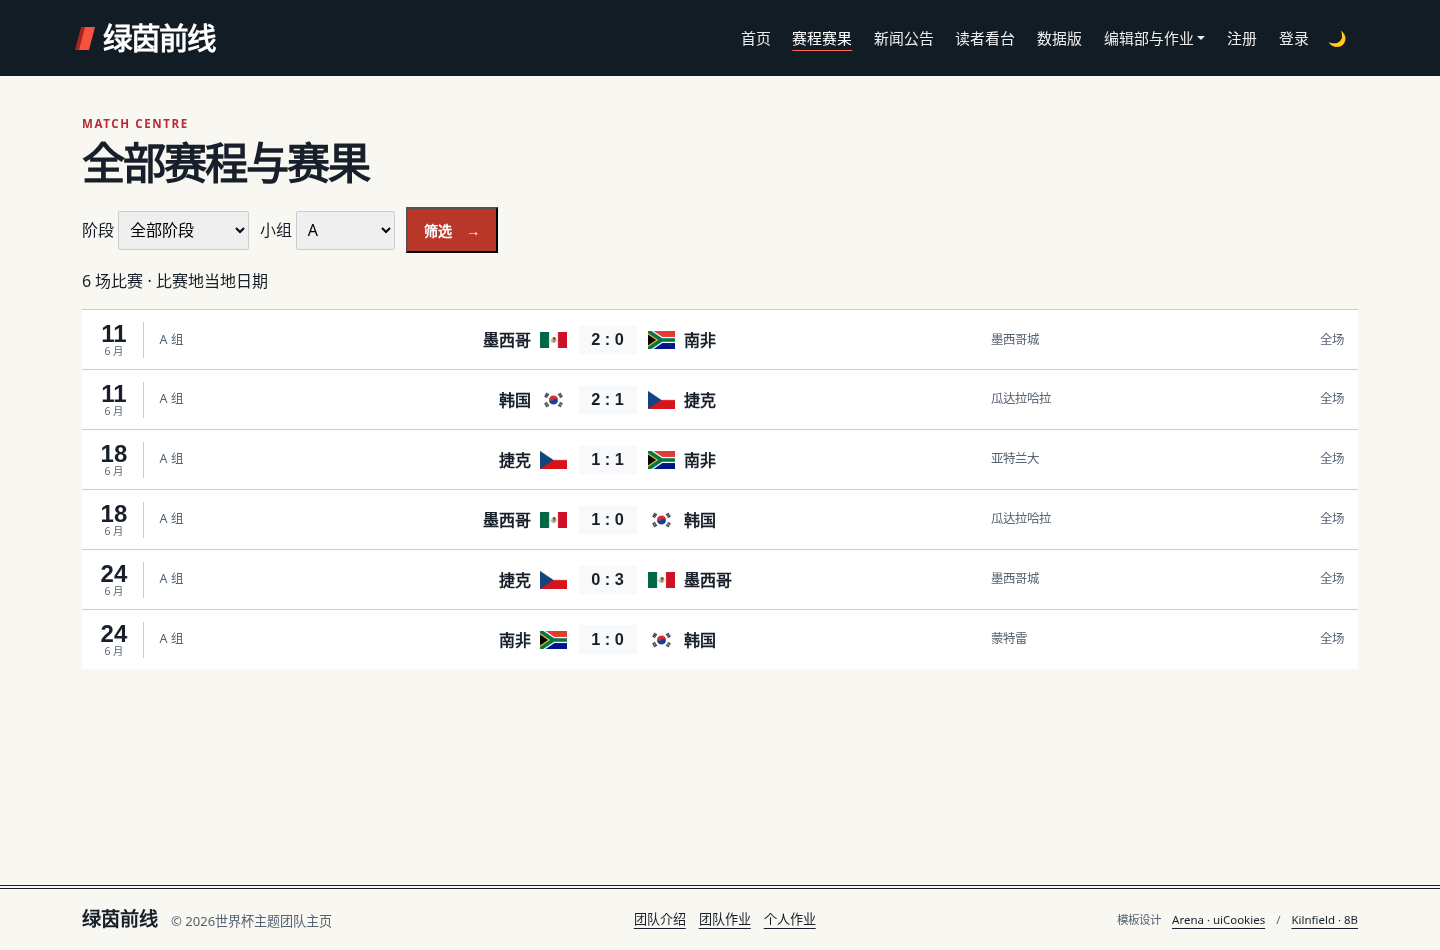 绿茵前线 首页 赛程赛果 新闻公告 读者看台 数据版 编辑部与作业 注册 登录
MATCH CENTRE
全部赛程与赛果
阶段 全部阶段 小组 A 筛选 →
6 场比赛 · 比赛地当地日期
11 6 月 A 组 墨西哥 2 : 0 南非 墨西哥城 全场
11 6 月 A 组 韩国 2 : 1 捷克 瓜达拉哈拉 全场
18 6 月 A 组 捷克 1 : 1 南非 亚特兰大 全场
18 6 月 A 组 墨西哥 1 : 0 韩国 瓜达拉哈拉 全场
24 6 月 A 组 捷克 0 : 3 墨西哥 墨西哥城 全场
24 6 月 A 组 南非 1 : 0 韩国 蒙特雷 全场
绿茵前线 © 2026世界杯主题团队主页 团队介绍 团队作业 个人作业 模板设计 Arena · uiCookies / Kilnfield · 8B